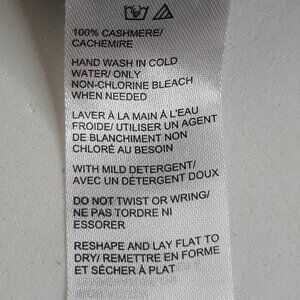 100% CASHMERE/
CACHEMIRE
HAND WASH IN COLD
WATER/ ONLY
NON-CHLORINE BLEACH
WHEN NEEDED
LAVER À LA MAIN À L'EAU
FROIDE/ UTILISER UN AGENT
DE BLANCHIMENT NON
CHLORÉ AU BESOIN
WITH MILD DETERGENT/
AVEC UN DÉTERGENT DOUX
DO NOT TWIST OR WRING/
NE PAS TORDRE NI
ESSORER
RESHAPE AND LAY FLAT TO
DRY/ REMETTRE EN FORME
ET SÉCHER À PLAT